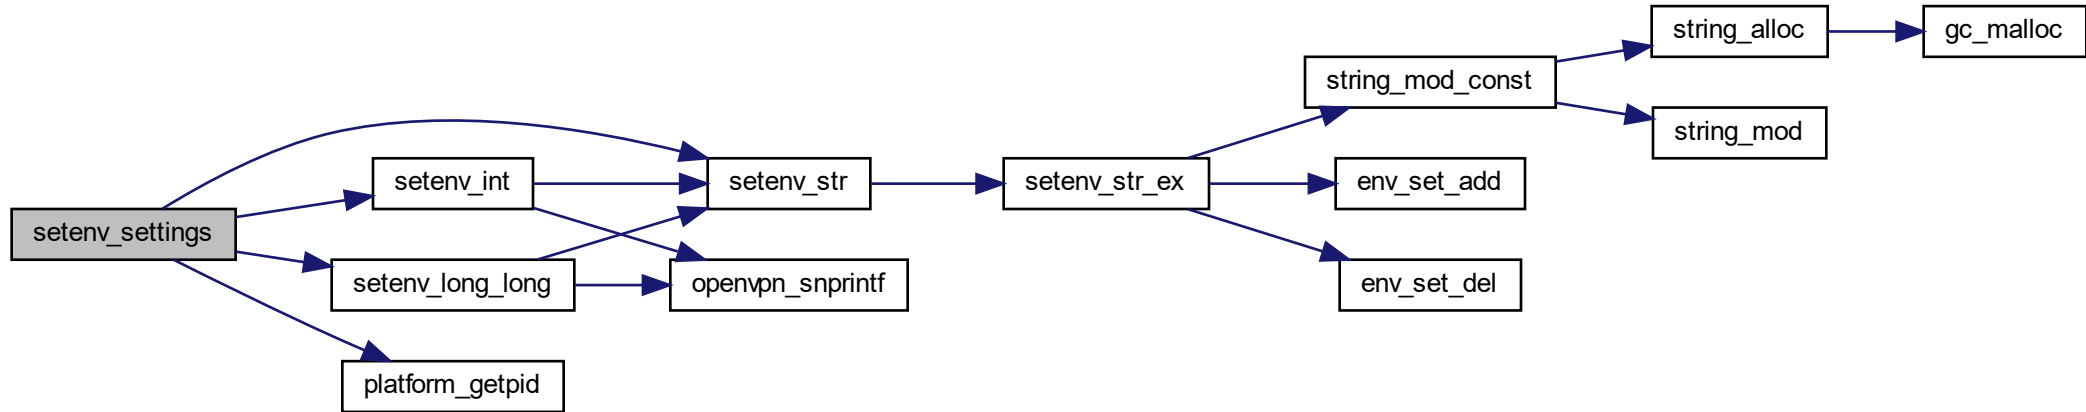 string_alloc
gc_malloc
string_mod_const
string_mod
setenv_int
setenv_str
setenv_str_ex
env_set_add
setenv_settings
setenv_long_long
openvpn_snprintf
env_set_del
platform_getpid